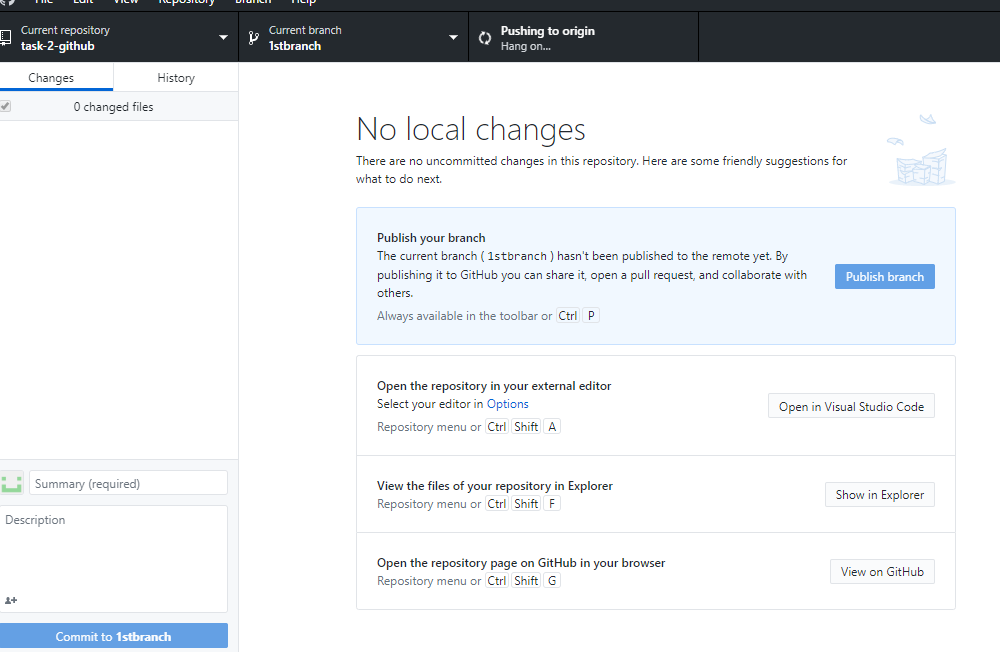 File Edit View Repository Branch Help
Current repository
task-2-github
Current branch
1stbranch
Pushing to origin
Hang on...
Changes
History
0 changed files
No local changes
There are no uncommitted changes in this repository. Here are some friendly suggestions for
what to do next.
Publish your branch
The current branch ( 1stbranch ) hasn't been published to the remote yet. By
publishing it to GitHub you can share it, open a pull request, and collaborate with
others.
Always available in the toolbar or Ctrl P
Publish branch
Open the repository in your external editor
Select your editor in Options
Repository menu or Ctrl Shift A
Open in Visual Studio Code
View the files of your repository in Explorer
Repository menu or Ctrl Shift F
Show in Explorer
Open the repository page on GitHub in your browser
Repository menu or Ctrl Shift G
View on GitHub
Summary (required)
Description
Commit to 1stbranch